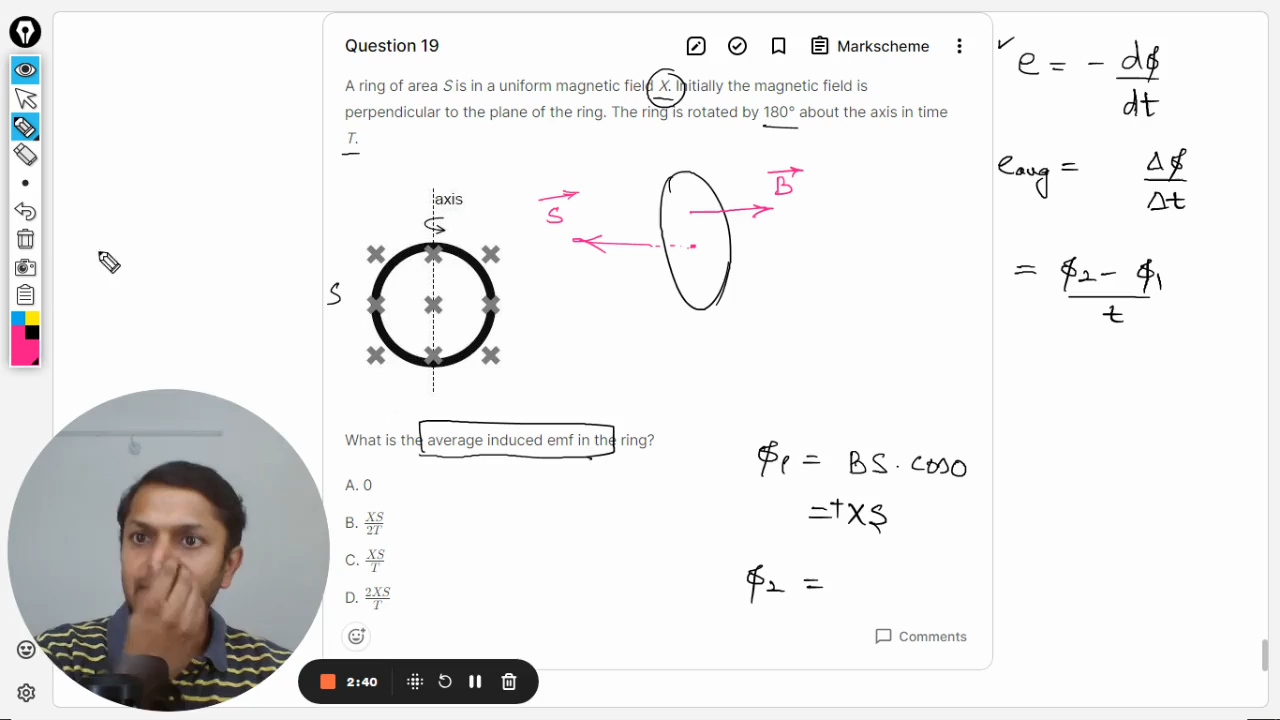 Question 19
Markscheme
A ring of area S is in a uniform magnetic field X. Initially the magnetic field is
perpendicular to the plane of the ring. The ring is rotated by 180° about the axis in time
T.
axis
S
S
B
What is the average induced emf in the ring?
A. 0
B. XS/2T
C. XS/T
D. 2XS/T
e = - dϕ/dt
e avg = Δϕ/Δt
= ϕ2 - ϕ1 / t
ϕ1 = BS. cos0
= +XS
ϕ2 =
Comments
2:40